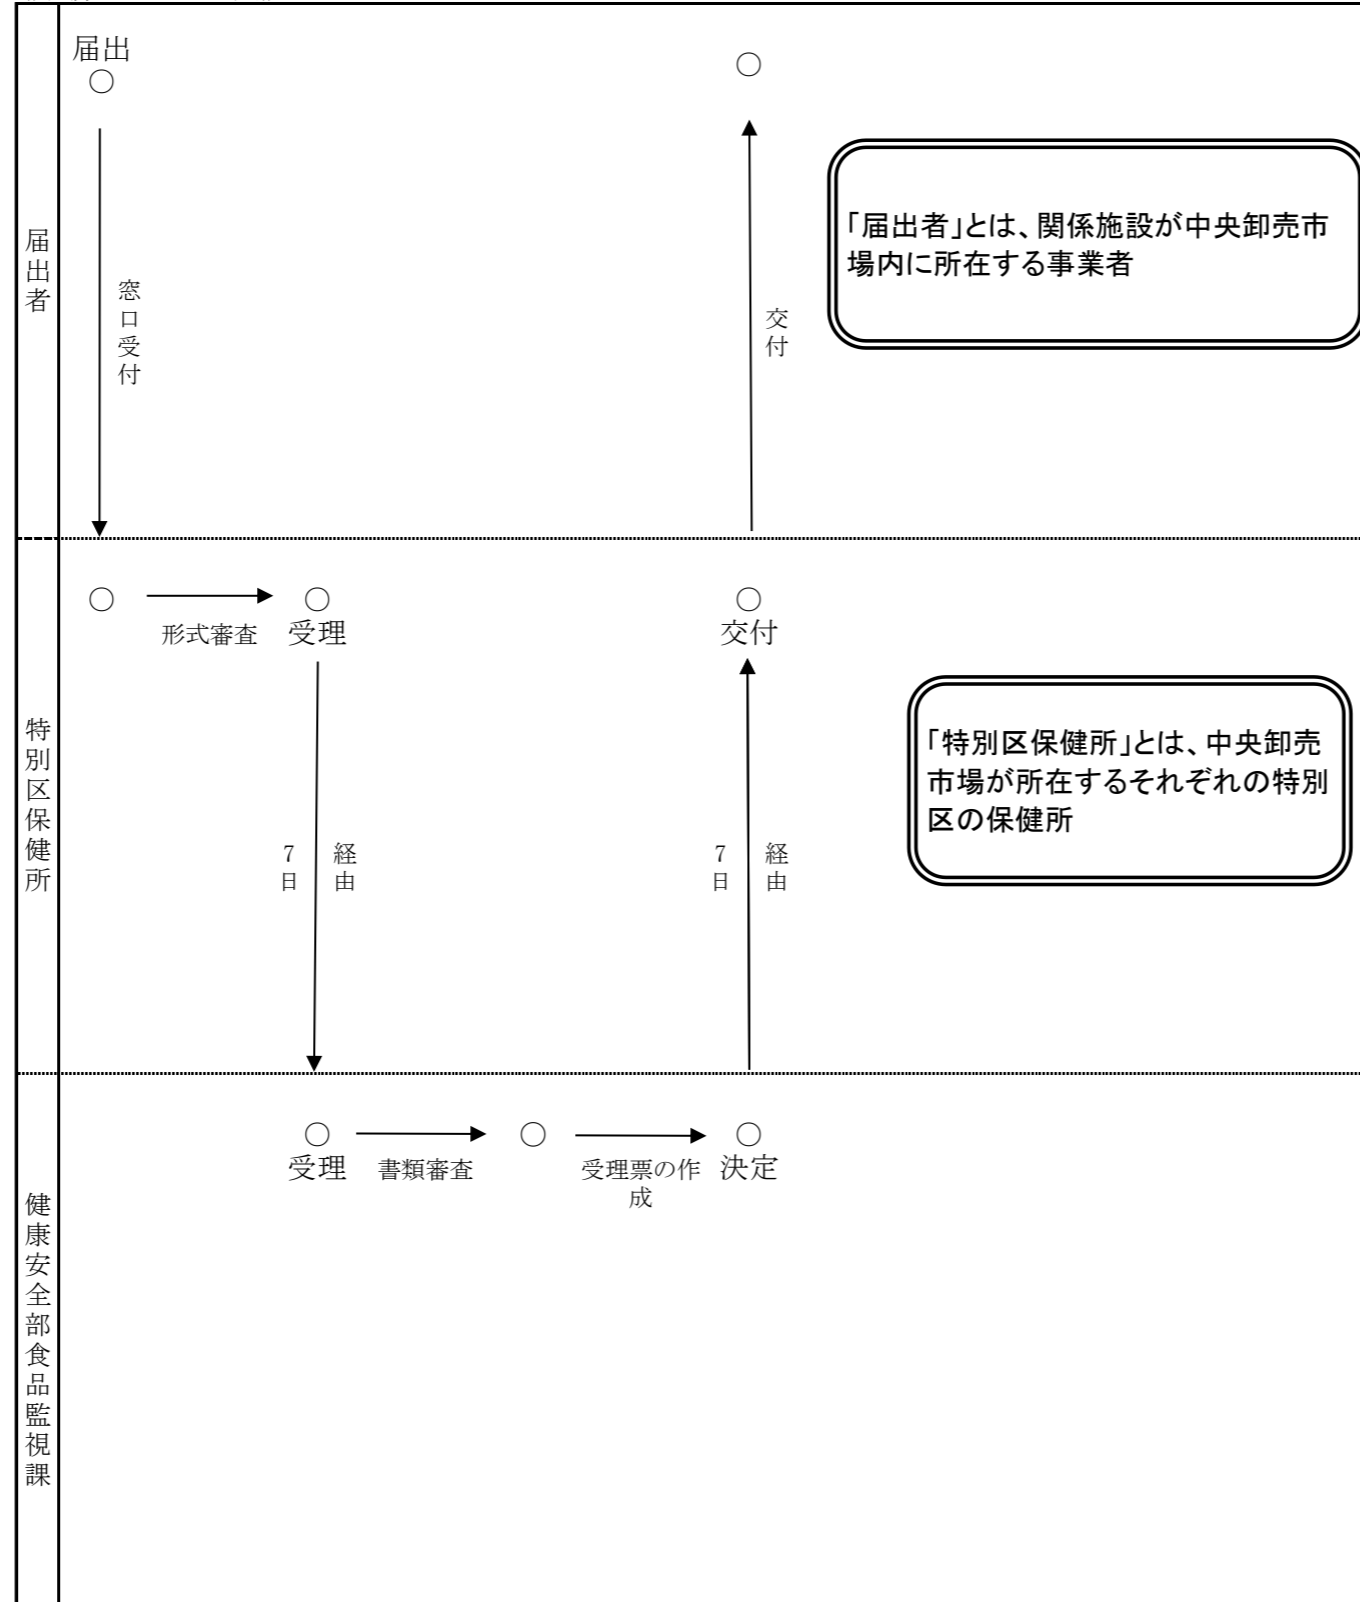 届出者
届出
○
○
窓口受付
交付
「届出者」とは、関係施設が中央卸売市
場内に所在する事業者
特別区保健所
○
○
○
形式審査
受理
交付
7日
経由
7日
経由
「特別区保健所」とは、中央卸売
市場が所在するそれぞれの特別
区の保健所
健康安全部食品監視課
○
○
○
受理
書類審査
受理票の作
成
決定